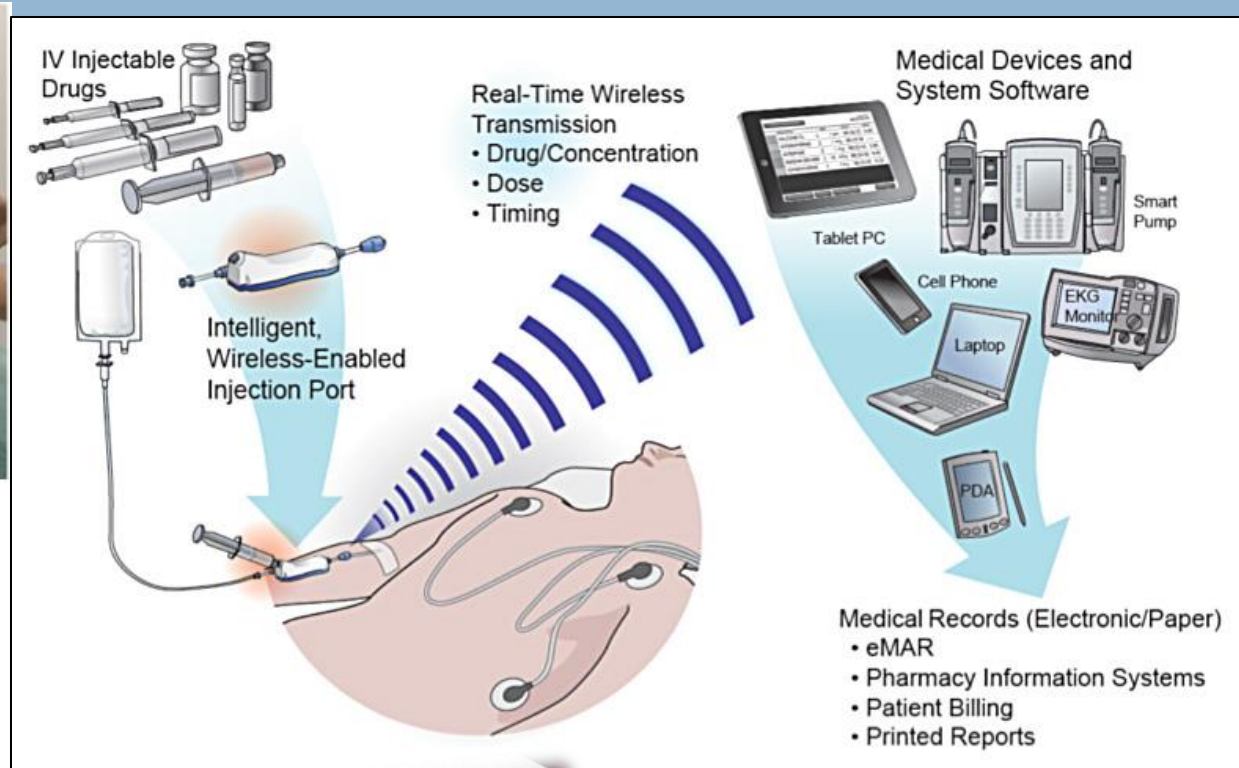 IV Injectable
Drugs
Real-Time Wireless
Transmission
• Drug/Concentration
• Dose
• Timing
Medical Devices and
System Software
Smart
Pump
Tablet PC
Cell Phone
EKG
Monitor
Laptop
PDA
Intelligent,
Wireless-Enabled
Injection Port
Medical Records (Electronic/Paper)
• eMAR
• Pharmacy Information Systems
• Patient Billing
• Printed Reports